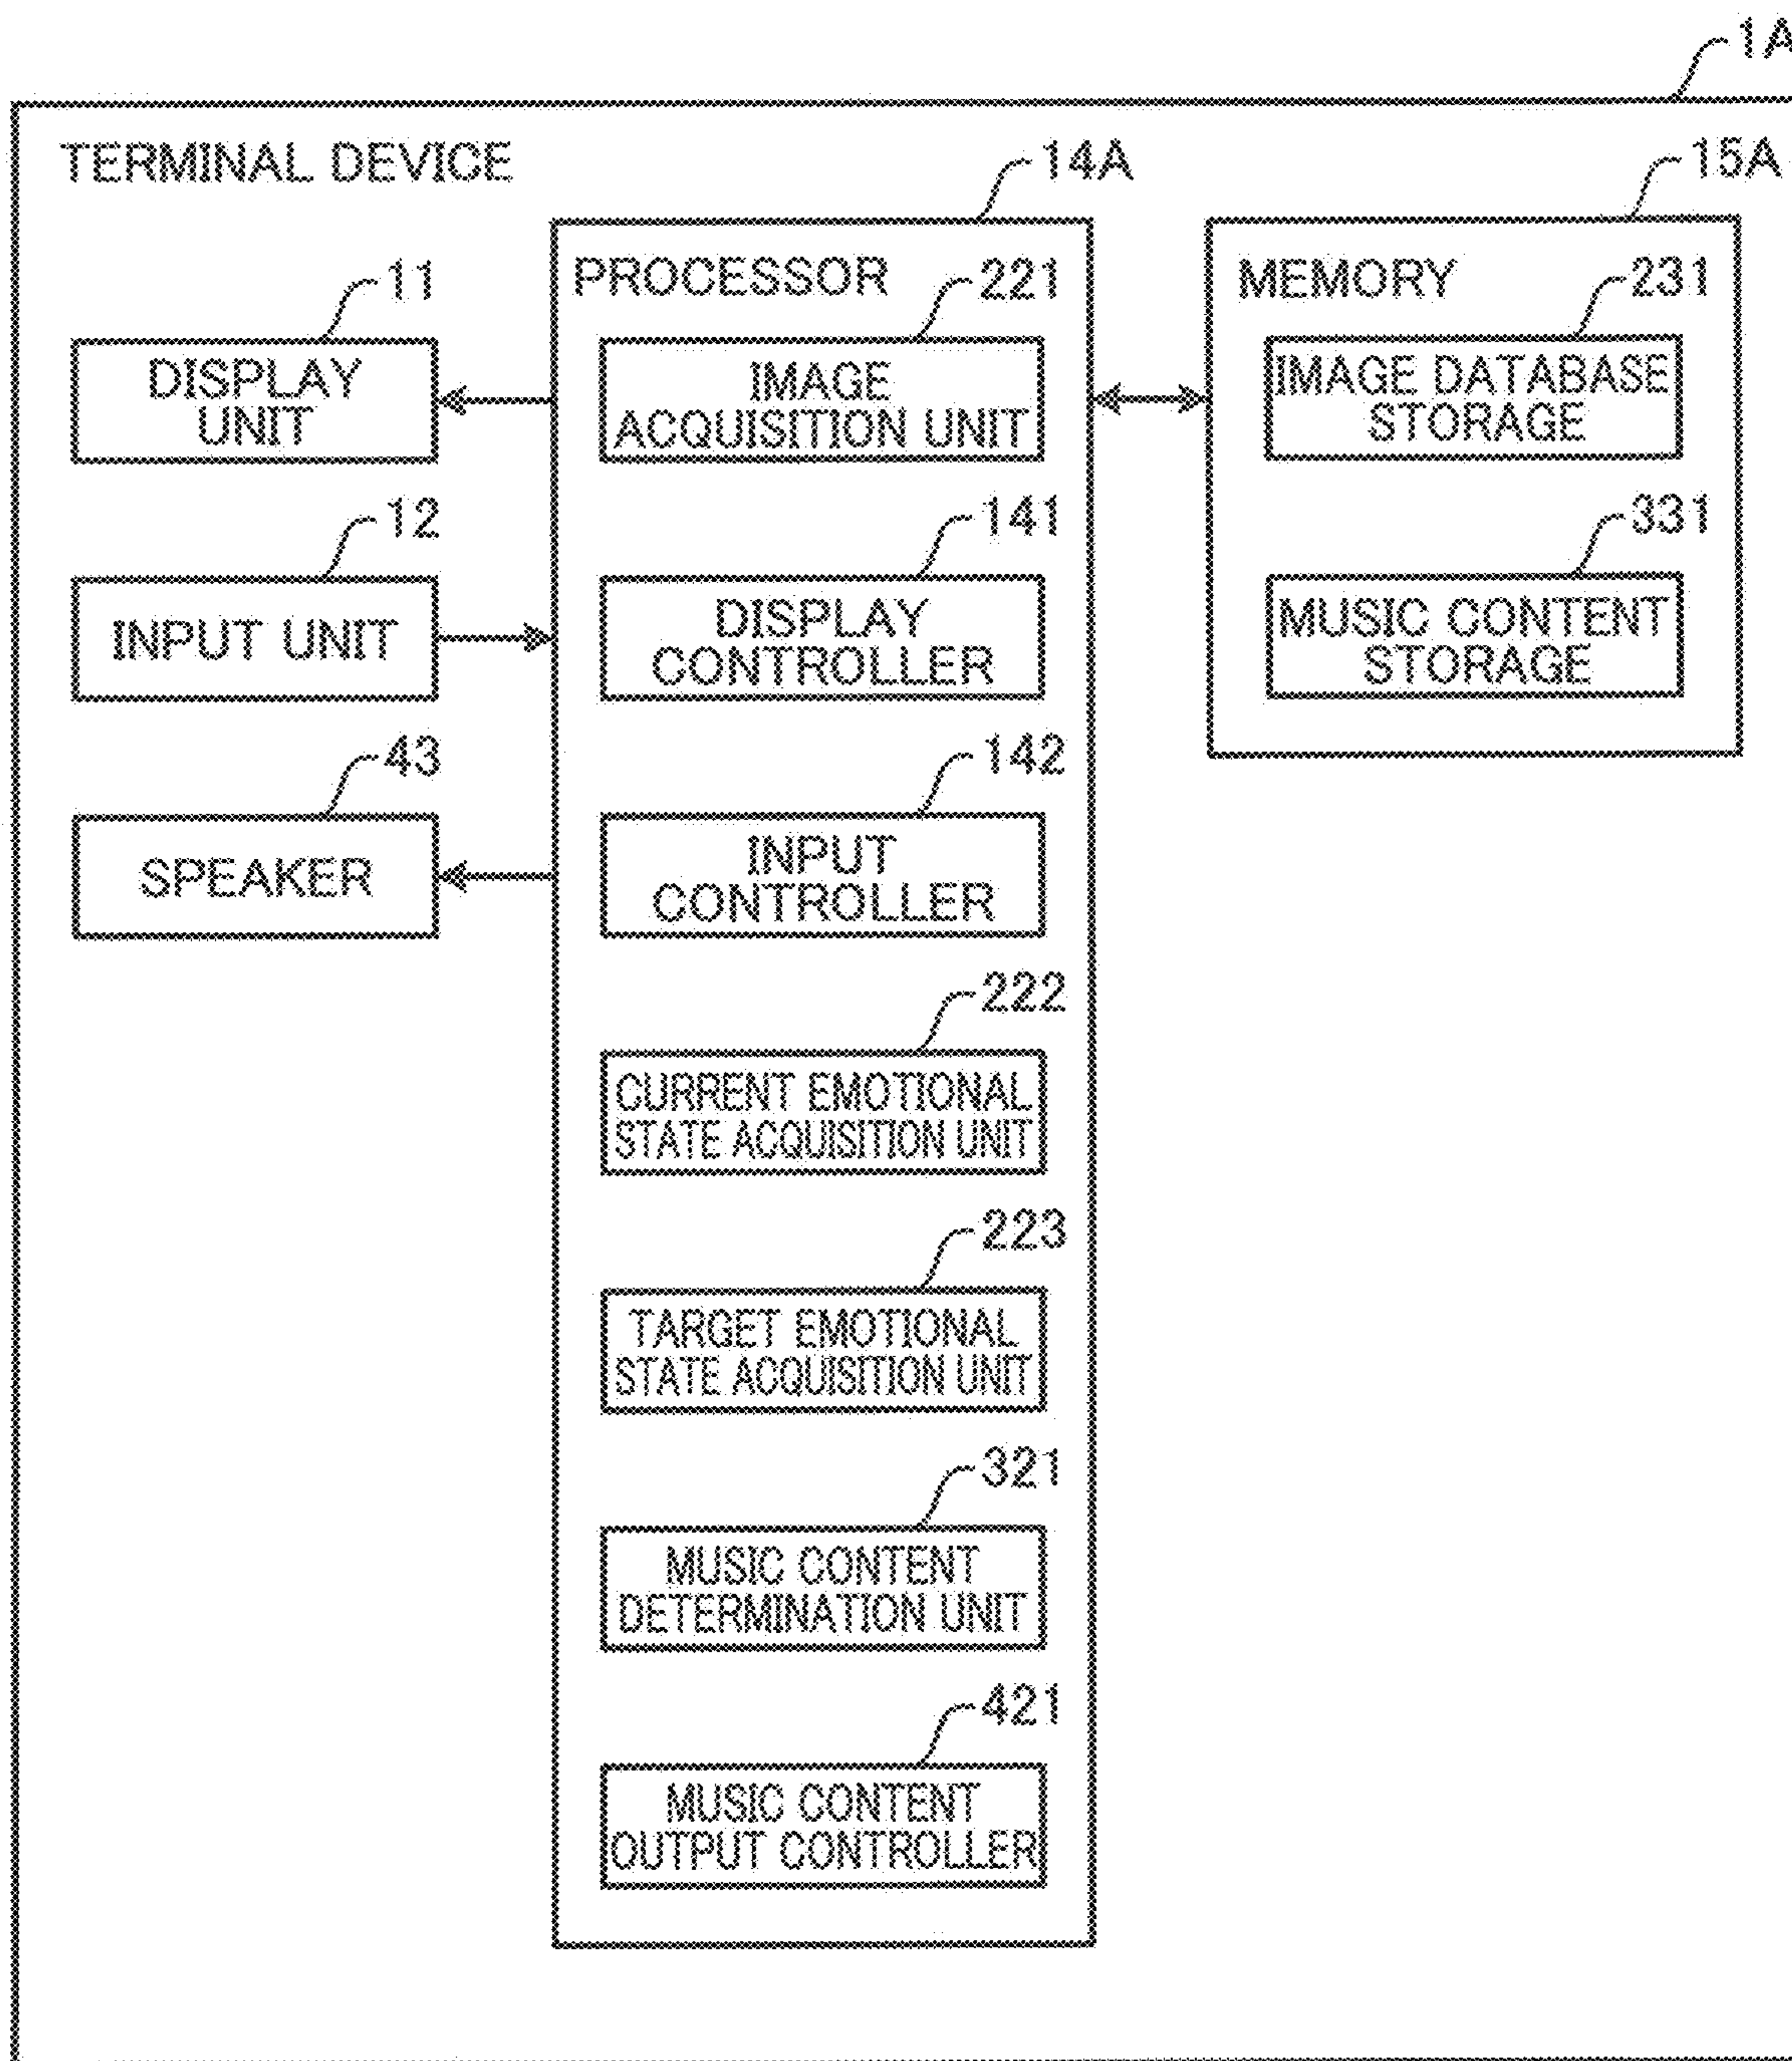 1A
TERMINAL DEVICE
14A
15A
11
DISPLAY
UNIT
12
INPUT UNIT
43
SPEAKER
PROCESSOR
221
IMAGE
ACQUISITION UNIT
141
DISPLAY
CONTROLLER
142
INPUT
CONTROLLER
222
CURRENT EMOTIONAL
STATE ACQUISITION UNIT
223
TARGET EMOTIONAL
STATE ACQUISITION UNIT
321
MUSIC CONTENT
DETERMINATION UNIT
421
MUSIC CONTENT
OUTPUT CONTROLLER
MEMORY
231
IMAGE DATABASE
STORAGE
331
MUSIC CONTENT
STORAGE